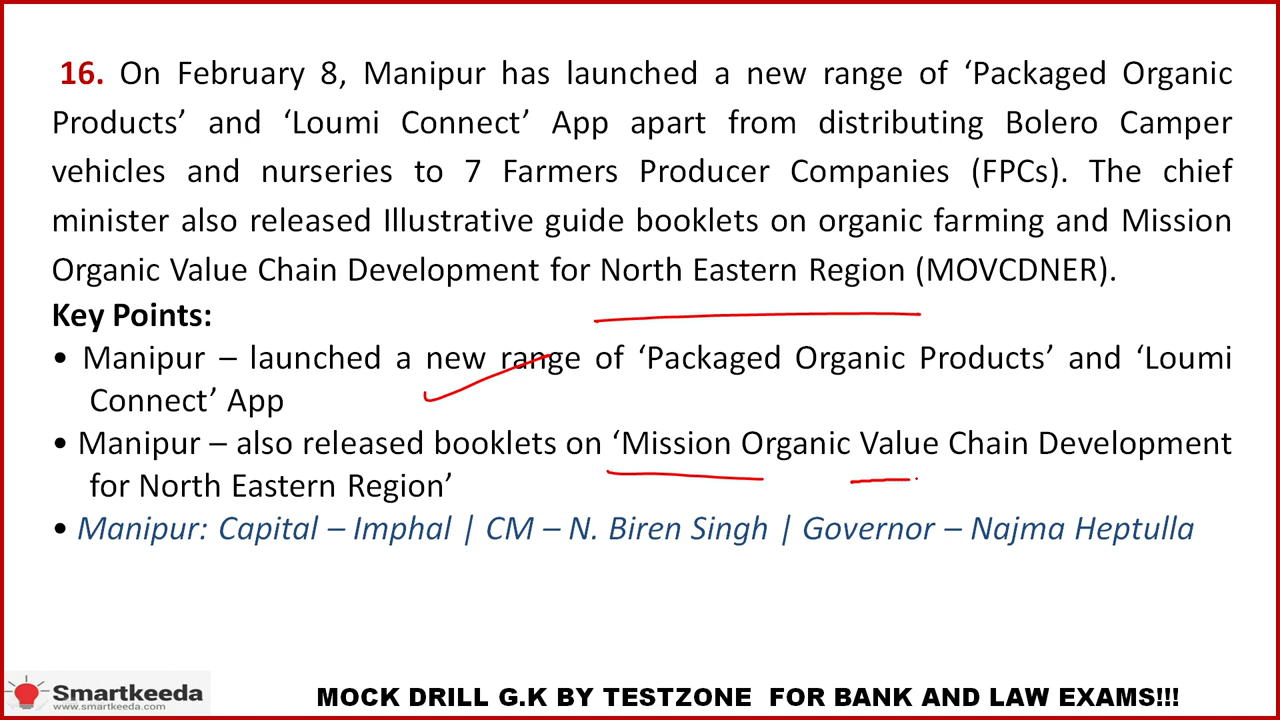 16. On February 8, Manipur has launched a new range of ‘Packaged Organic
Products’ and ‘Loumi Connect’ App apart from distributing Bolero Camper
vehicles and nurseries to 7 Farmers Producer Companies (FPCs). The chief
minister also released Illustrative guide booklets on organic farming and Mission
Organic Value Chain Development for North Eastern Region (MOVCDNER).
Key Points:
• Manipur – launched a new range of ‘Packaged Organic Products’ and ‘Loumi
Connect’ App
• Manipur – also released booklets on ‘Mission Organic Value Chain Development
for North Eastern Region’
• Manipur: Capital – Imphal | CM – N. Biren Singh | Governor – Najma Heptulla
Smartkeeda
www.smartkeeda.com
MOCK DRILL G.K BY TESTZONE FOR BANK AND LAW EXAMS!!!